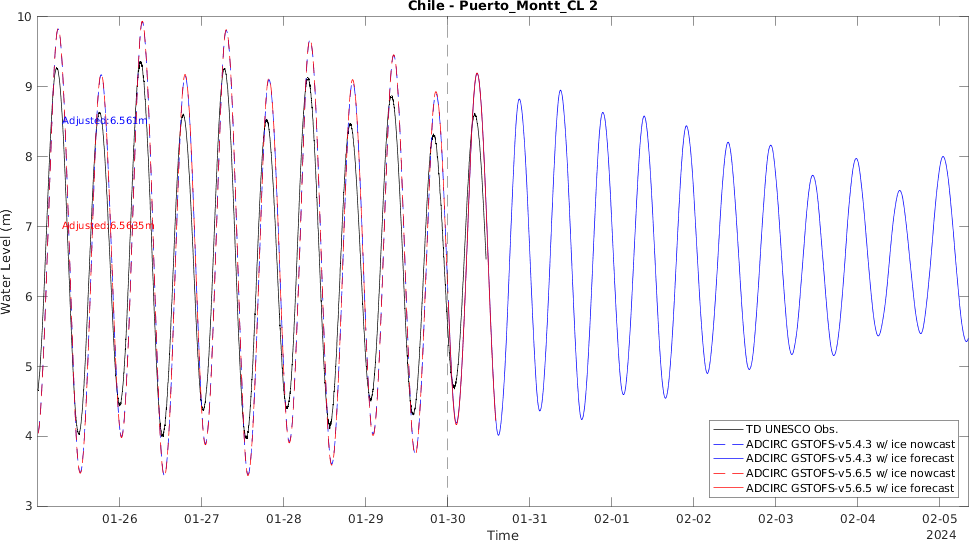 Chile - Puerto_Montt_CL 2
10
9
8
7
6
5
4
3
Water Level (m)
Adjusted:6.561m
Adjusted:6.5635m
TD UNESCO Obs.
ADCIRC GSTOFS-v5.4.3 w/ ice nowcast
ADCIRC GSTOFS-v5.4.3 w/ ice forecast
ADCIRC GSTOFS-v5.6.5 w/ ice nowcast
ADCIRC GSTOFS-v5.6.5 w/ ice forecast
01-26 01-27 01-28 01-29 01-30 01-31 02-01 02-02 02-03 02-04 02-05
Time
2024